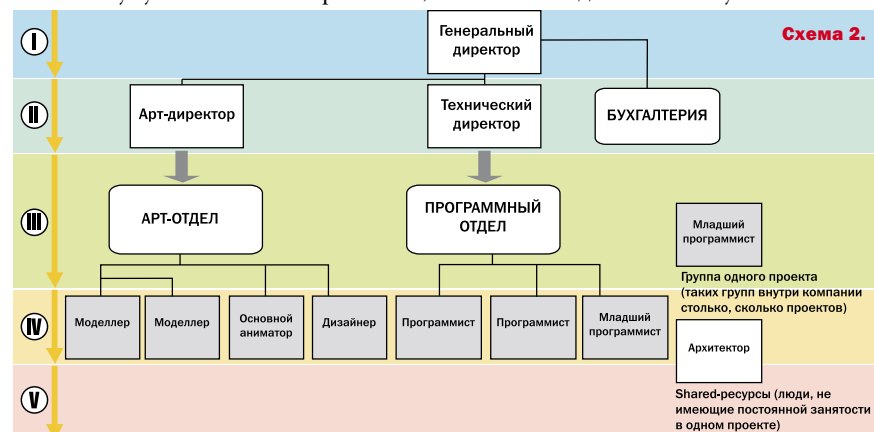 Схема 2.
I
Генеральный
директор
II
Арт-директор
Технический
директор
БУХГАЛТЕРИЯ
III
АРТ-ОТДЕЛ
ПРОГРАММНЫЙ
ОТДЕЛ
Младший
программист
Группа одного проекта
(таких групп внутри компании
столько, сколько проектов)
IV
Моделлер
Моделлер
Основной
аниматор
Дизайнер
Программист
Программист
Младший
программист
Архитектор
V
Shared-ресурсы (люди, не
имеющие постоянной занятости
в одном проекте)